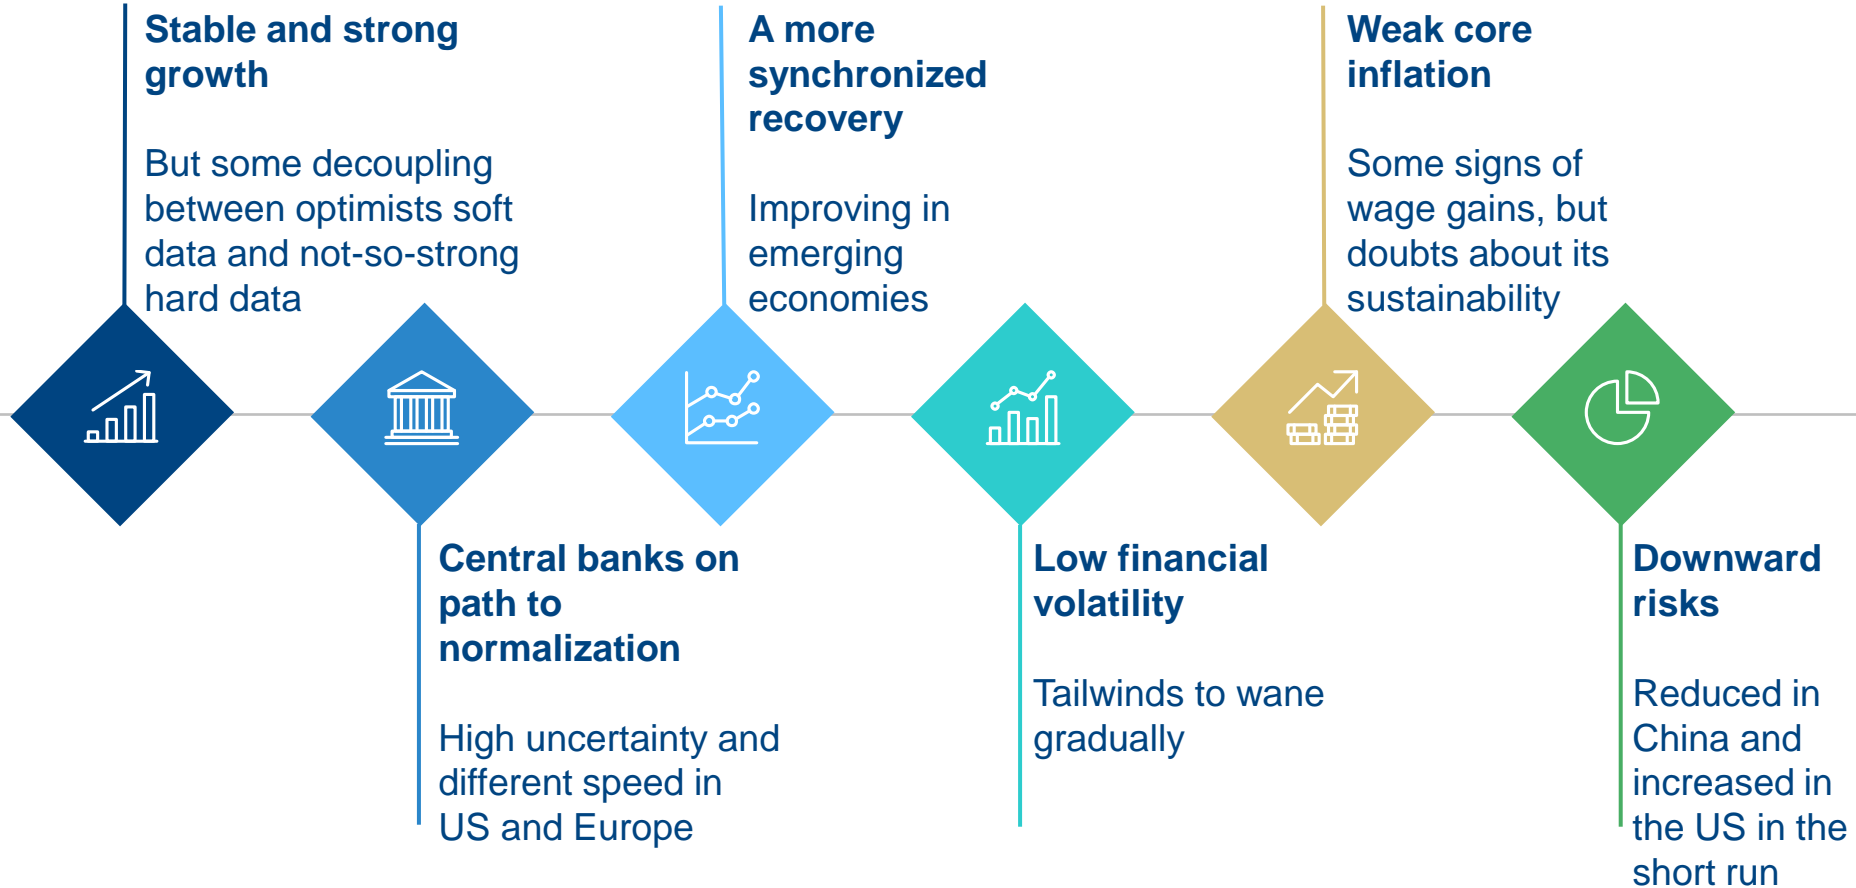 Stable and strong
growth
But some decoupling
between optimists soft
data and not-so-strong
hard data
Central banks on
path to
normalization
High uncertainty and
different speed in
US and Europe
A more
synchronized
recovery
Improving in
emerging
economies
Low financial
volatility
Tailwinds to wane
gradually
Weak core
inflation
Some signs of
wage gains, but
doubts about its
sustainability
Downward
risks
Reduced in
China and
increased in
the US in the
short run